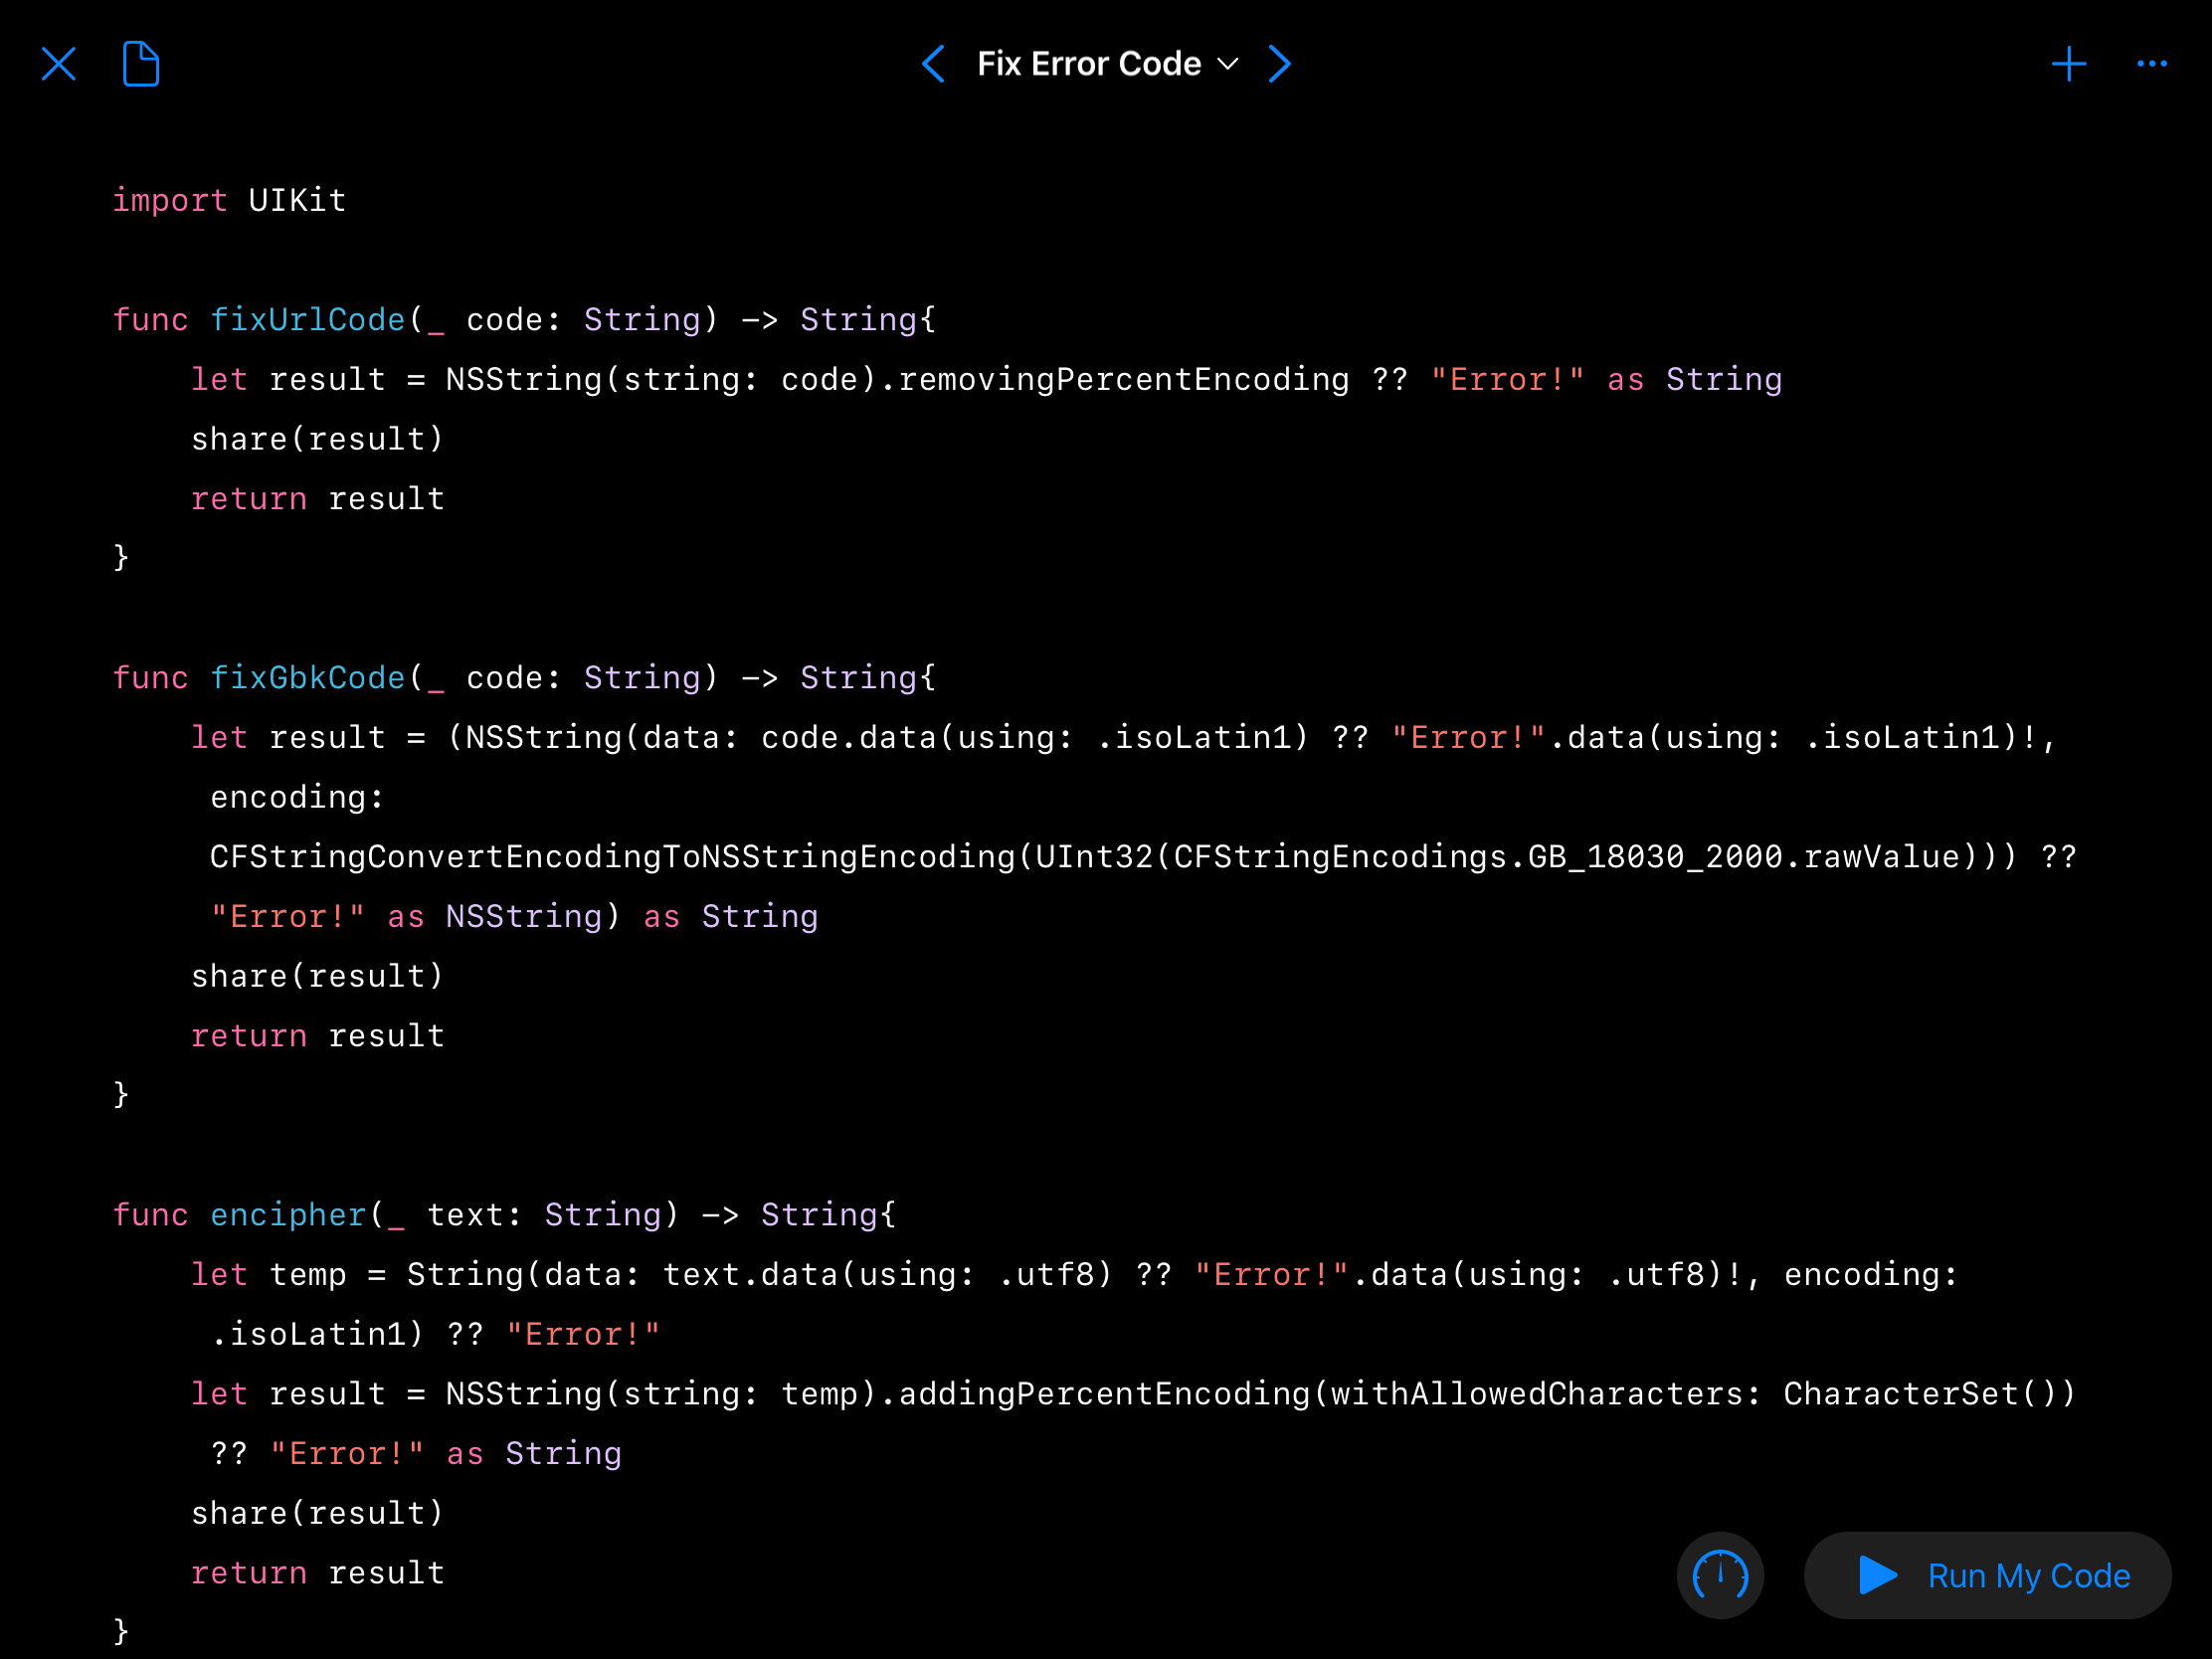 Fix Error Code
import UIKit
func fixUrlCode(_ code: String) -> String{
let result = NSString(string: code).removingPercentEncoding ?? "Error!" as String
share(result)
return result
}
func fixGbkCode(_ code: String) -> String{
let result = (NSString(data: code.data(using: .isoLatin1) ?? "Error!".data(using: .isoLatin1)!,
encoding:
CFStringConvertEncodingToNSStringEncoding(UInt32(CFStringEncodings.GB_18030_2000.rawValue))) ??
"Error!" as NSString) as String
share(result)
return result
}
func encipher(_ text: String) -> String{
let temp = String(data: text.data(using: .utf8) ?? "Error!".data(using: .utf8)!, encoding:
.isoLatin1) ?? "Error!"
let result = NSString(string: temp).addingPercentEncoding(withAllowedCharacters: CharacterSet())
?? "Error!" as String
share(result)
return result
}
Run My Code